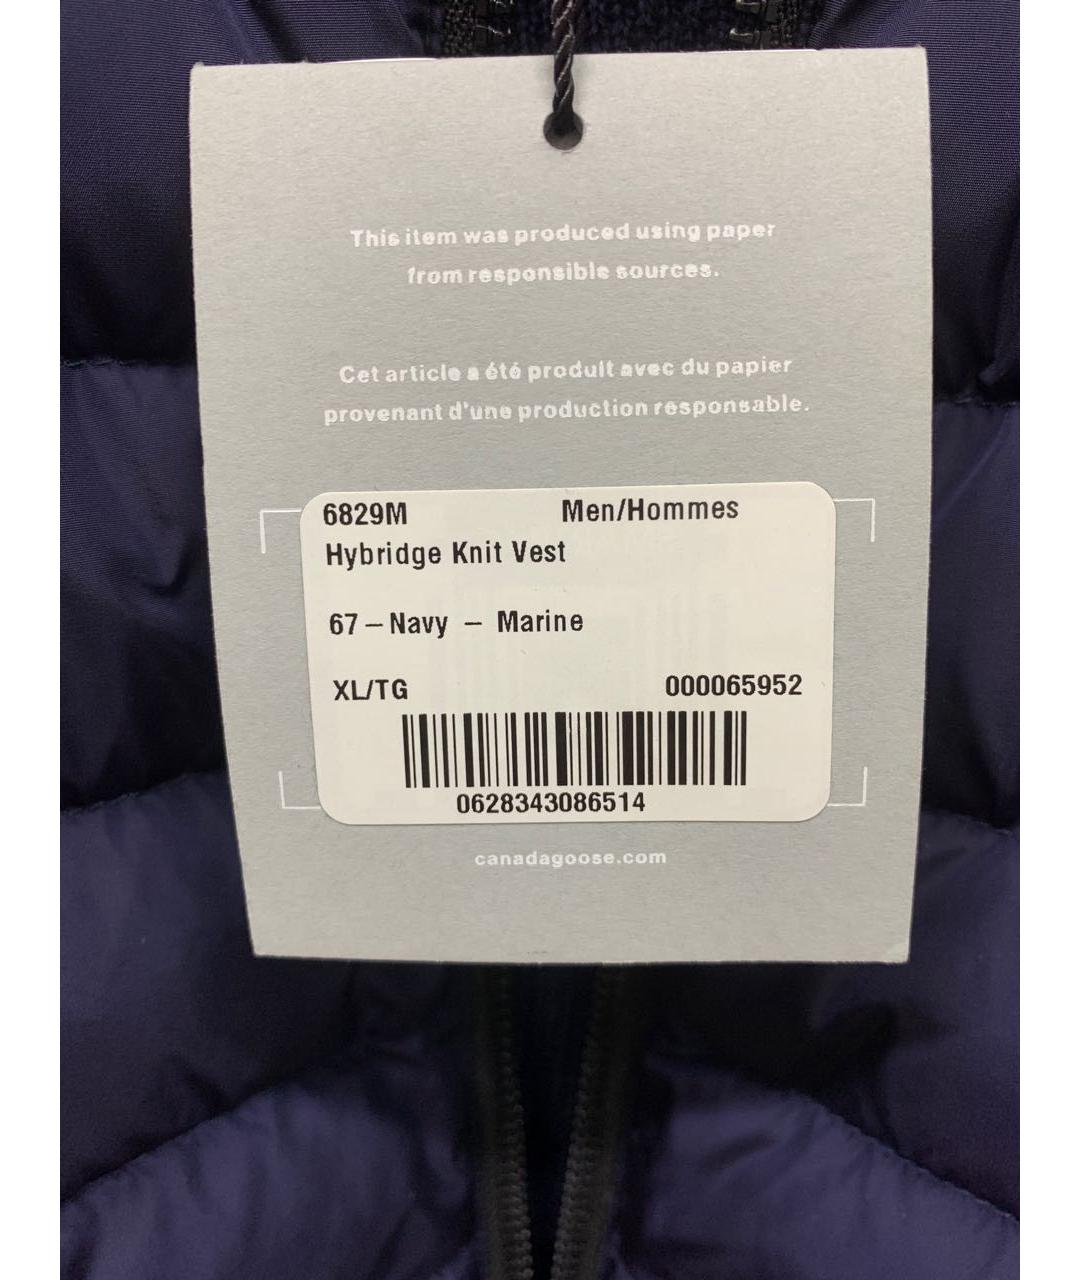 This item was produced using paper
from responsible sources.
Cet article a été produit avec du papier
provenant d'une production responsable.
6829M Men/Hommes
Hybridge Knit Vest
67 – Navy – Marine
XL/TG 000065952
0628343086514
canadagoose.com